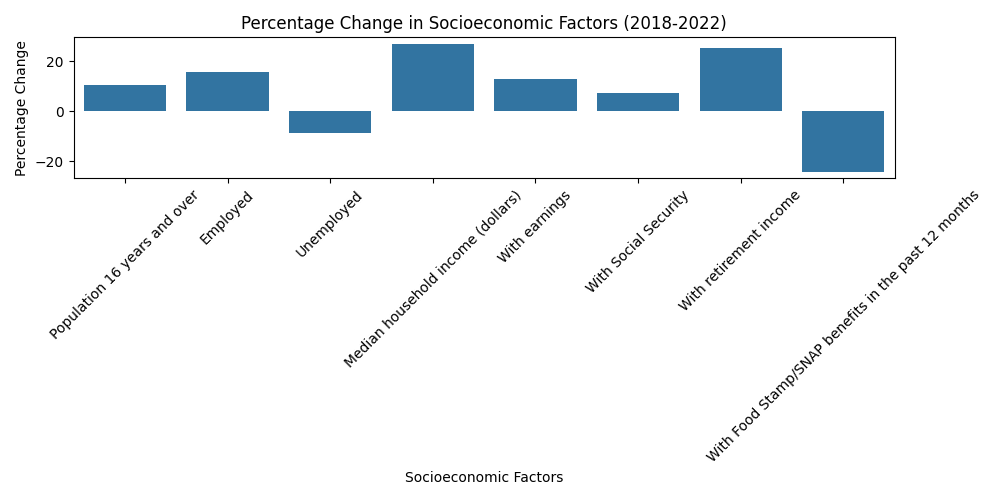 Percentage Change in Socioeconomic Factors (2018-2022)
Percentage Change
20
0
−20
Population 16 years and over
Employed
Unemployed
Median household income (dollars)
With earnings
With Social Security
With retirement income
With Food Stamp/SNAP benefits in the past 12 months
Socioeconomic Factors